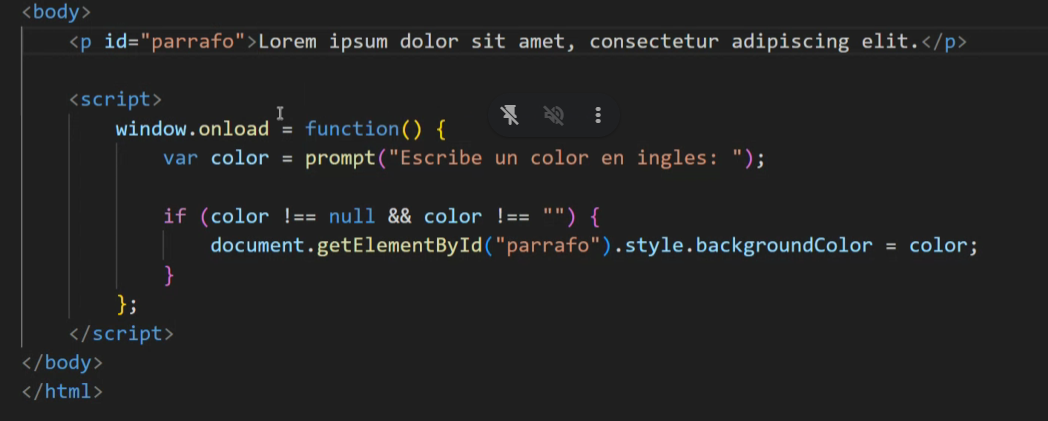 <body>
<p id="parrafo">Lorem ipsum dolor sit amet, consectetur adipiscing elit.</p>
<script>
window.onload = function() {
var color = prompt("Escribe un color en ingles: ");
if (color !== null && color !== "") {
document.getElementById("parrafo").style.backgroundColor = color;
}
};
</script>
</body>
</html>